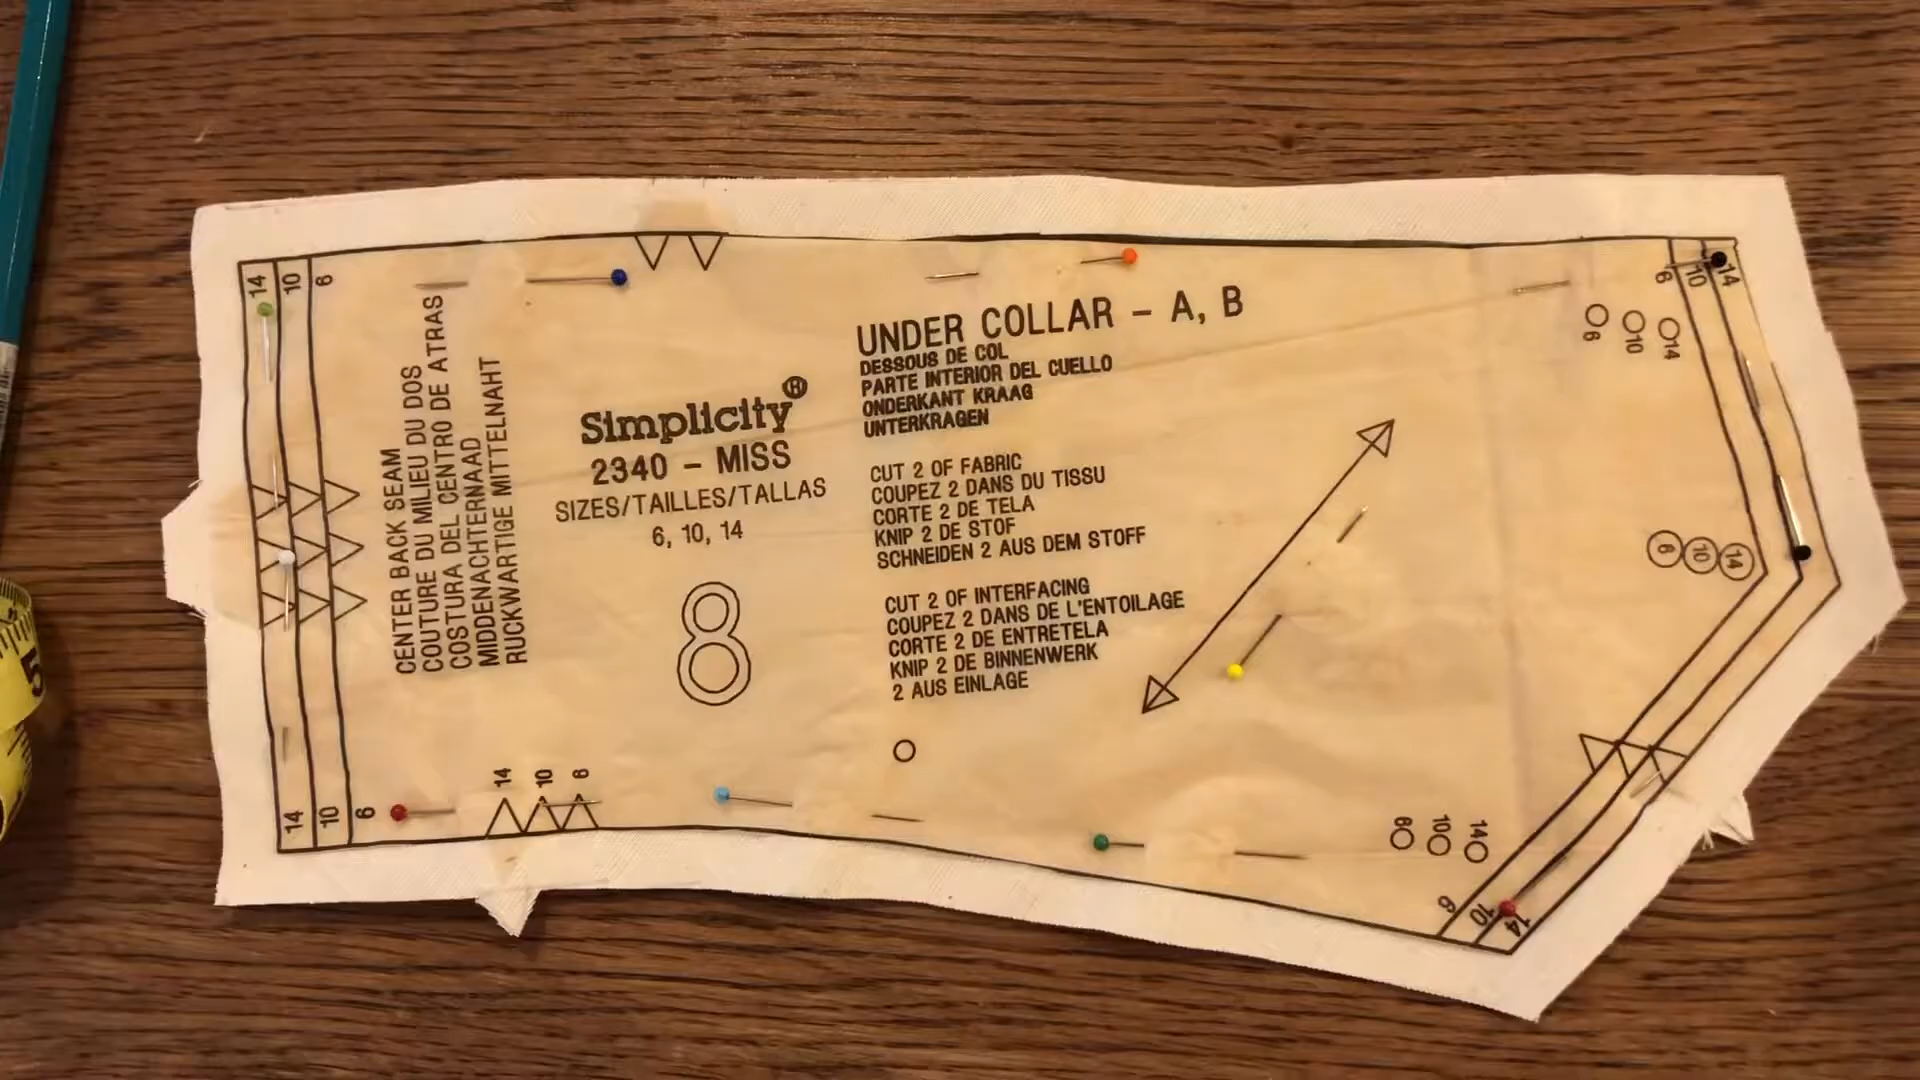 14
10
6
CENTER BACK SEAM
COUTURE DU MILIEU DU DOS
COSTURA DEL CENTRO DE ATRAS
MIDDENACHTERNAAD
RUCKWARTIGE MITTELNAHT
Simplicity®
2340 - MISS
SIZES/TAILLES/TALLAS
6, 10, 14
8
UNDER COLLAR - A, B
DESSOUS DE COL
PARTE INTERIOR DEL CUELLO
ONDERKANT KRAAG
UNTERKRAGEN
CUT 2 OF FABRIC
COUPEZ 2 DANS DU TISSU
CORTE 2 DE TELA
KNIP 2 DE STOF
SCHNEIDEN 2 AUS DEM STOFF
CUT 2 OF INTERFACING
COUPEZ 2 DANS DE L'ENTOILAGE
CORTE 2 DE ENTRETELA
KNIP 2 DE BINNENWERK
2 AUS EINLAGE
6
10
14
6
10
14
6
10
14
14
10
6
14
10
6
6
10
14
6
10
14
5